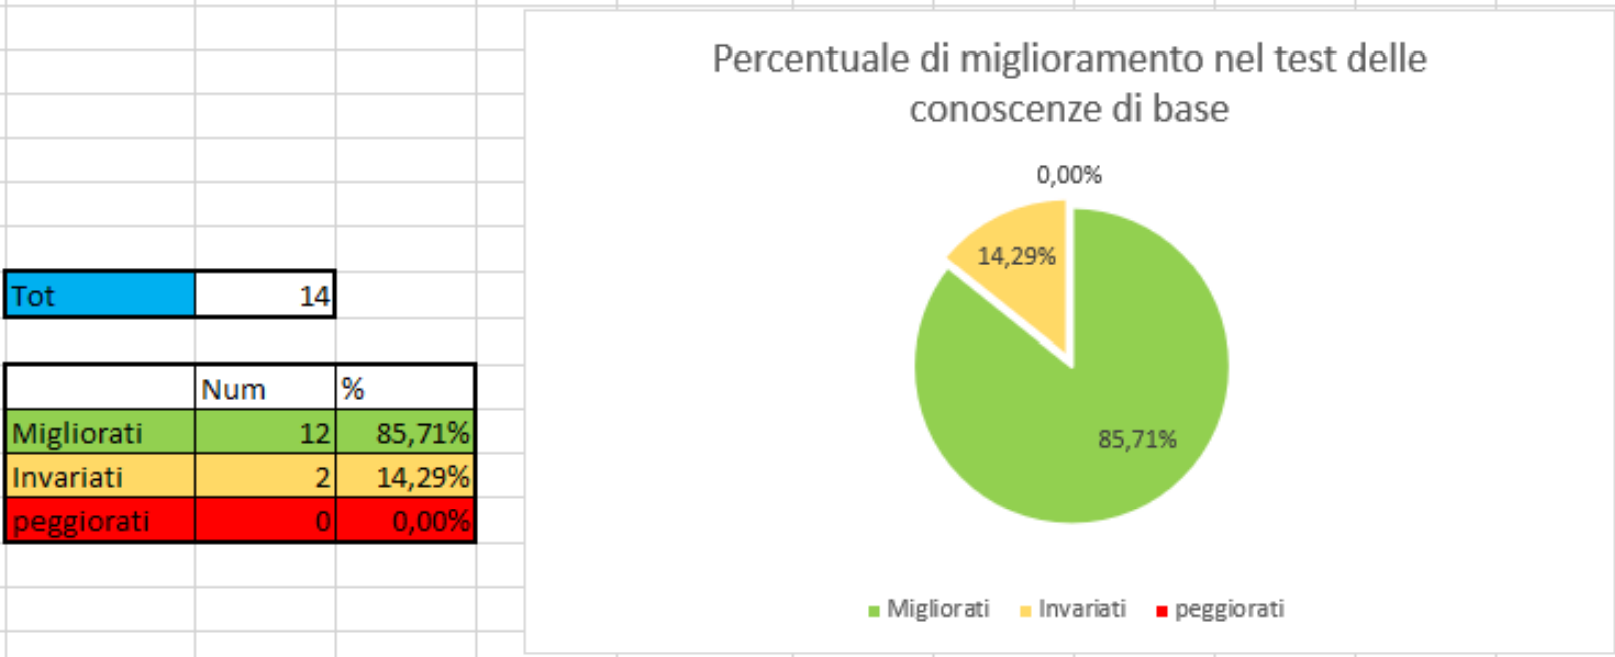 Percentuale di miglioramento nel test delle
conoscenze di base
0,00%
14,29%
85,71%
Migliorati Invariati peggiorati
Tot 14
Num %
Migliorati 12 85,71%
Invariati 2 14,29%
peggiorati 0 0,00%